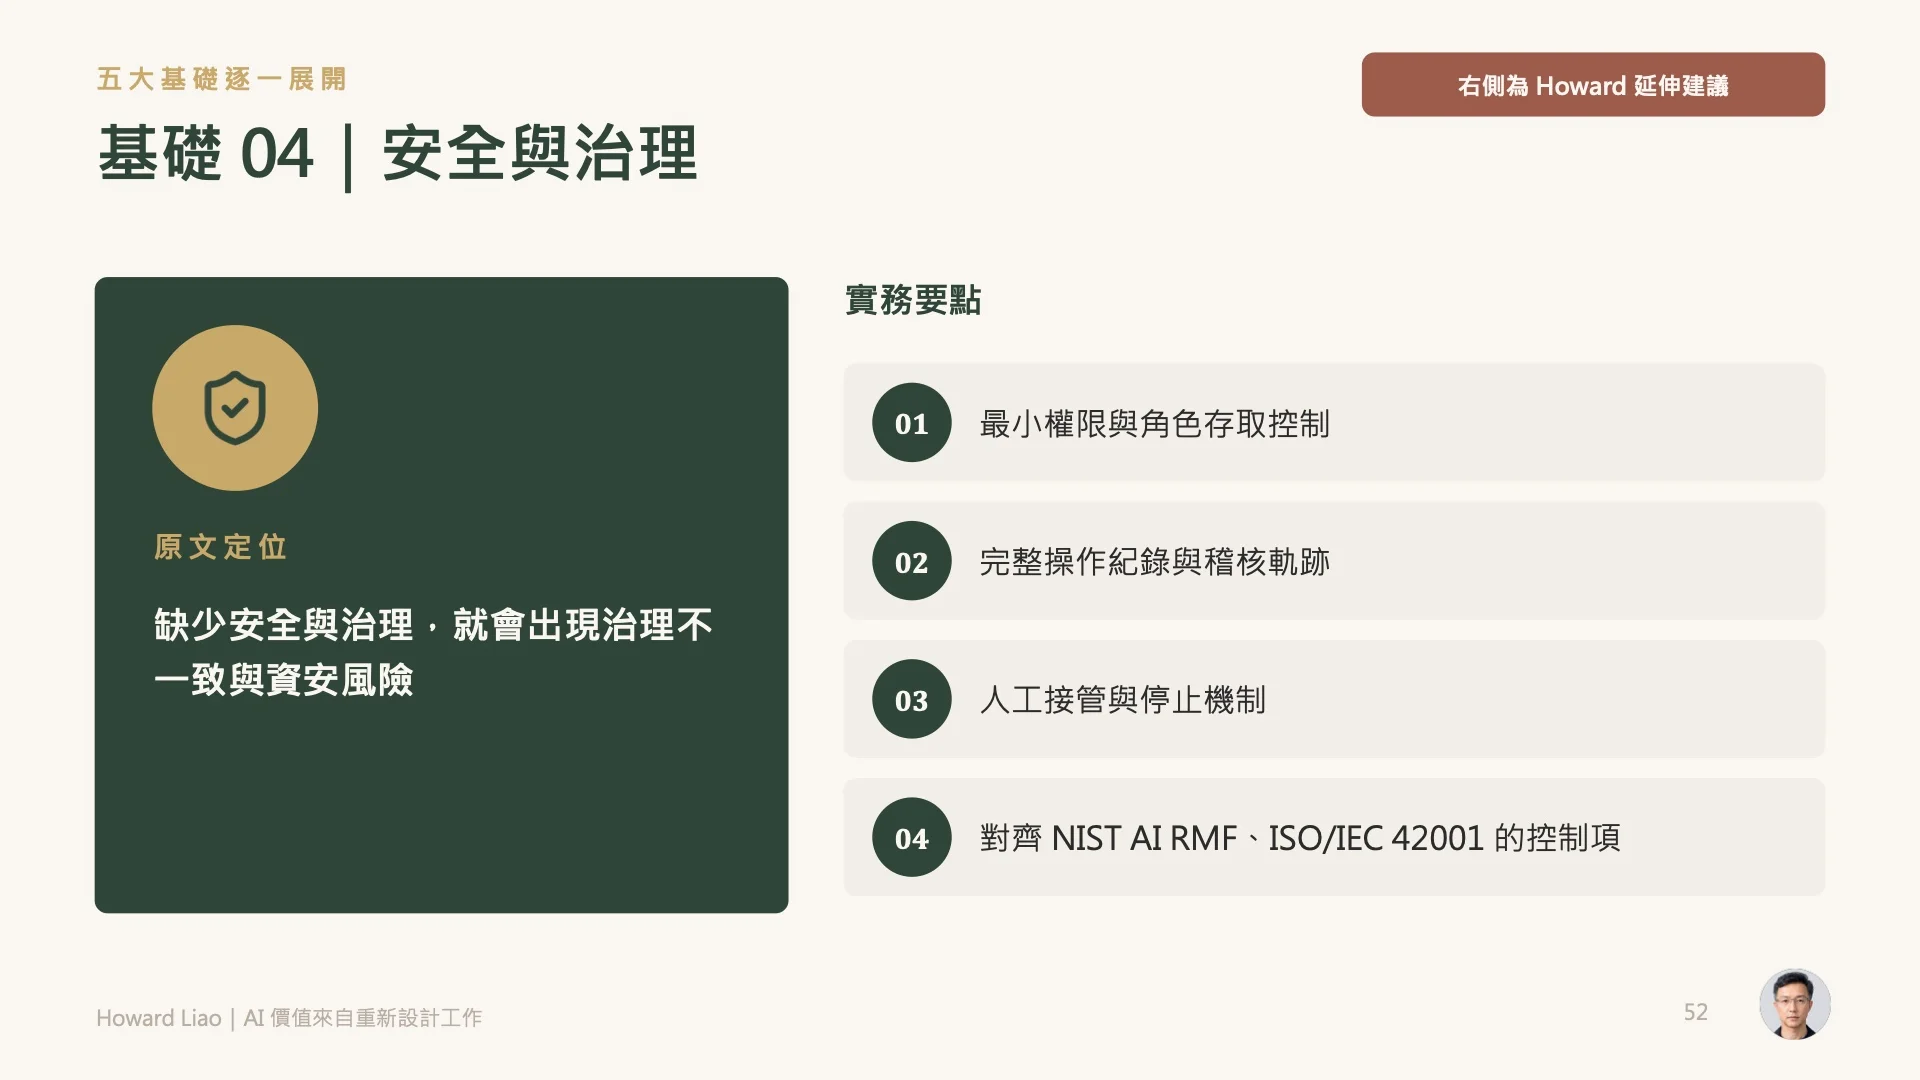 五大基礎逐一展開
右側為 Howard 延伸建議
基礎 04｜安全與治理
原文定位
缺少安全與治理，就會出現治理不
一致與資安風險
實務要點
01 最小權限與角色存取控制
02 完整操作紀錄與稽核軌跡
03 人工接管與停止機制
04 對齊 NIST AI RMF、ISO/IEC 42001 的控制項
Howard Liao｜AI 價值來自重新設計工作
52